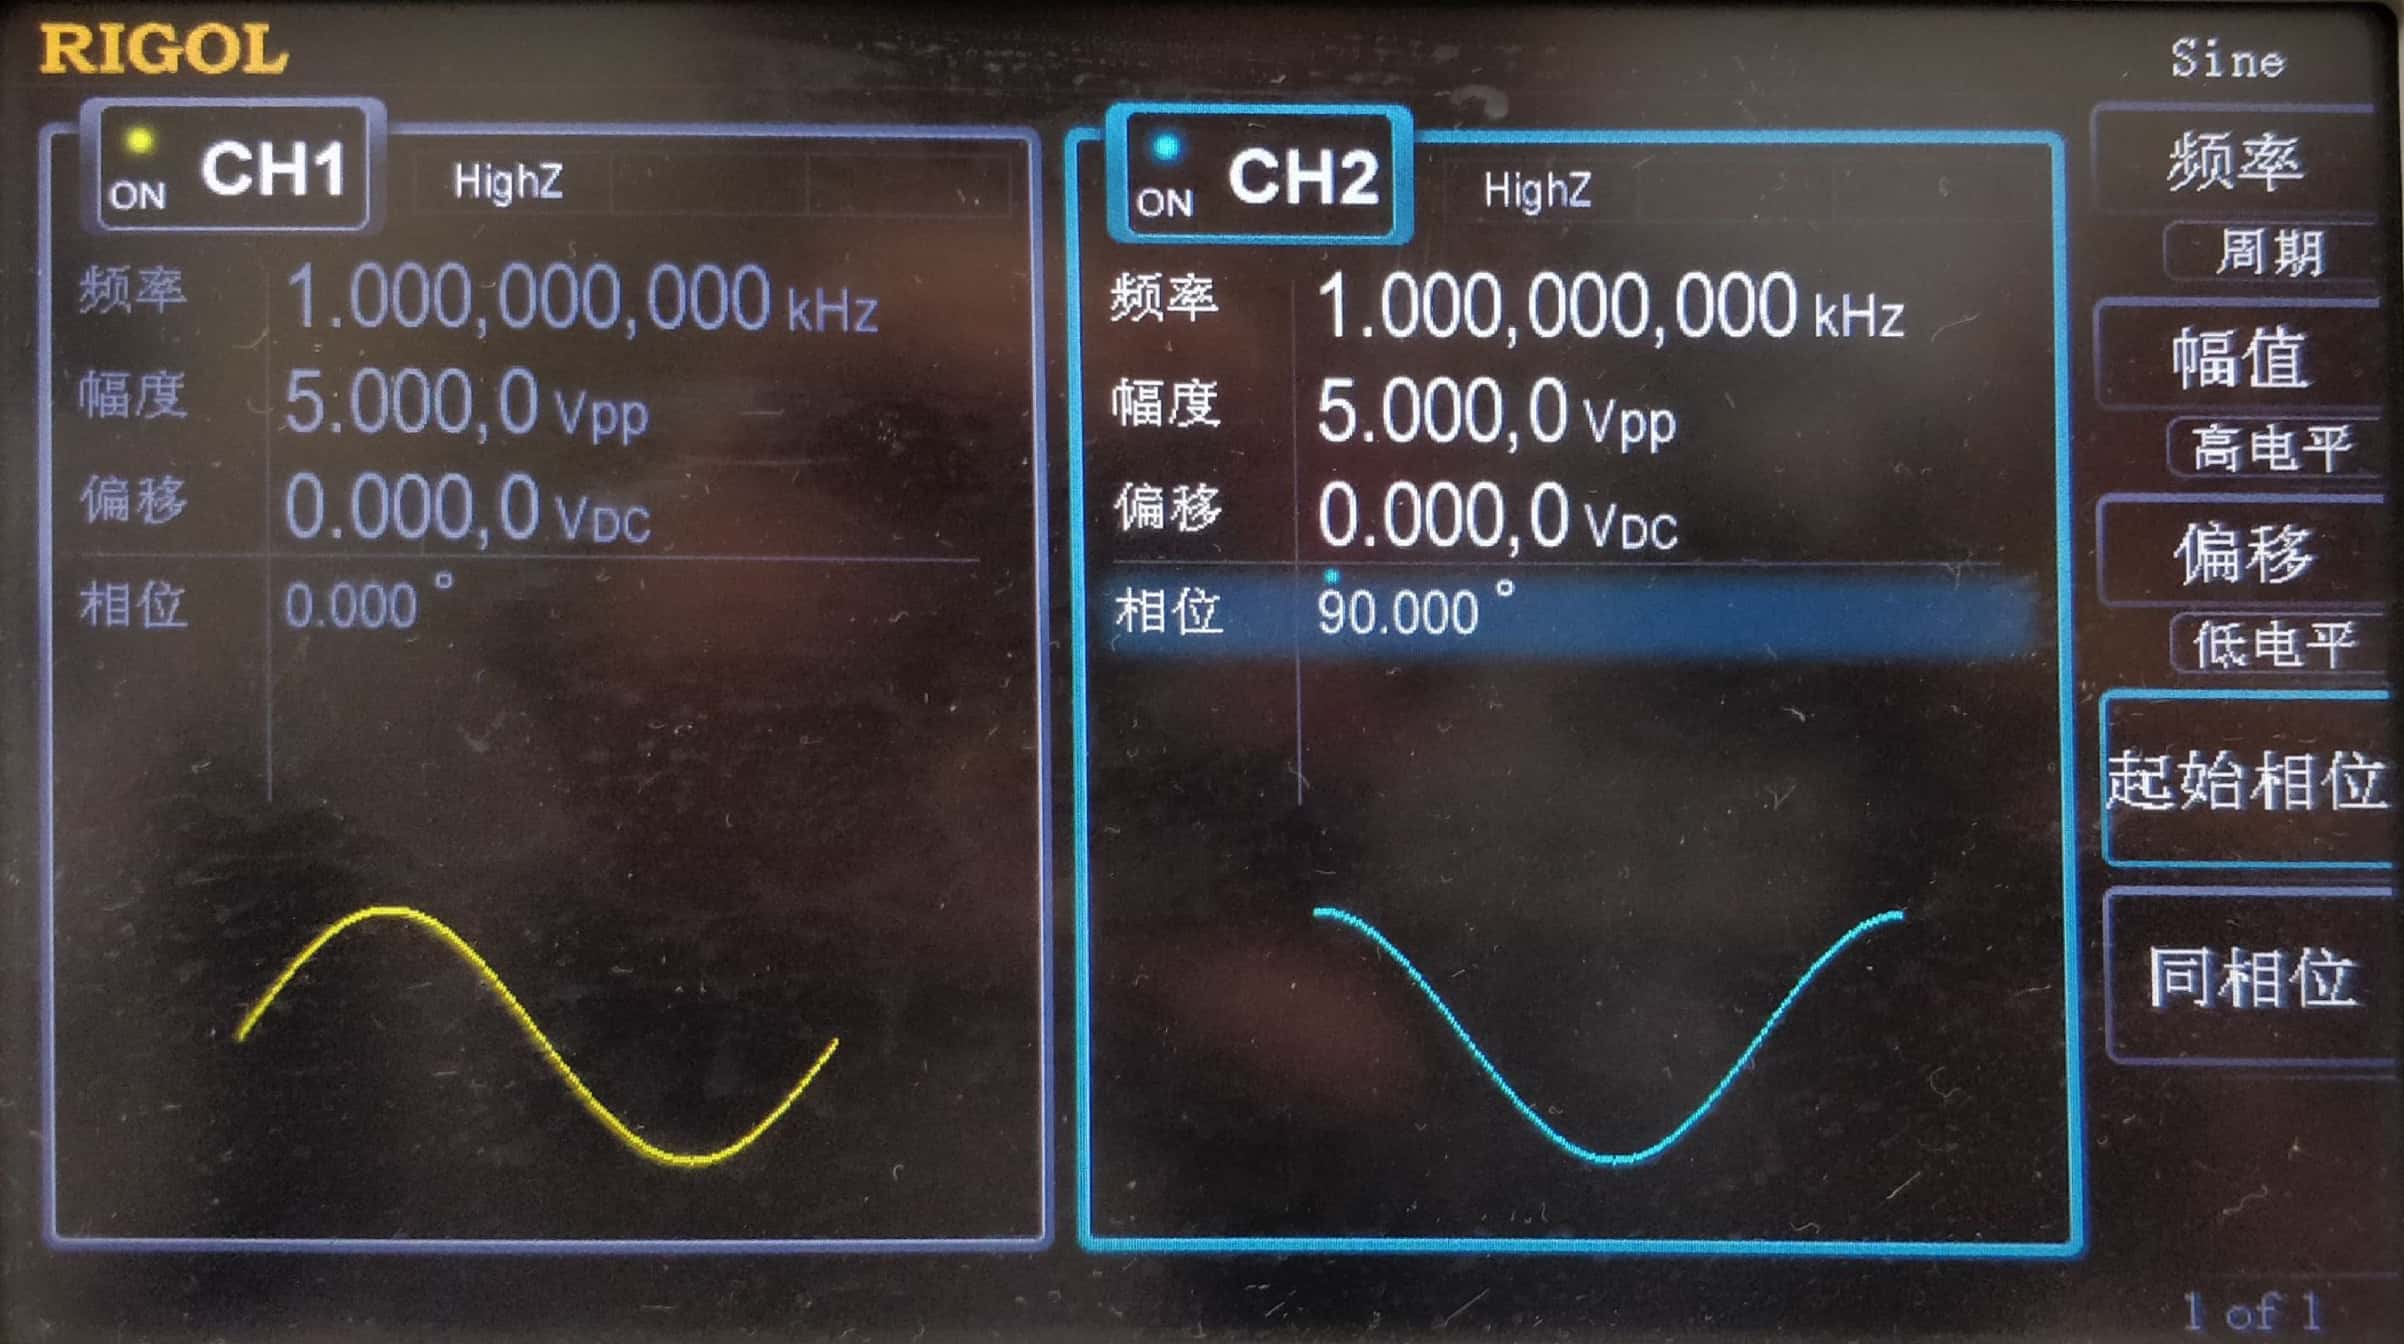 RIGOL
Sine
ON CH1 HighZ
频率 1.000,000,000 kHz
幅度 5.000,0 Vpp
偏移 0.000,0 VDC
相位 0.000 °
ON CH2 HighZ
频率 1.000,000,000 kHz
幅度 5.000,0 Vpp
偏移 0.000,0 VDC
相位 90.000 °
频率
周期
幅值
高电平
偏移
低电平
起始相位
同相位
1 of 1